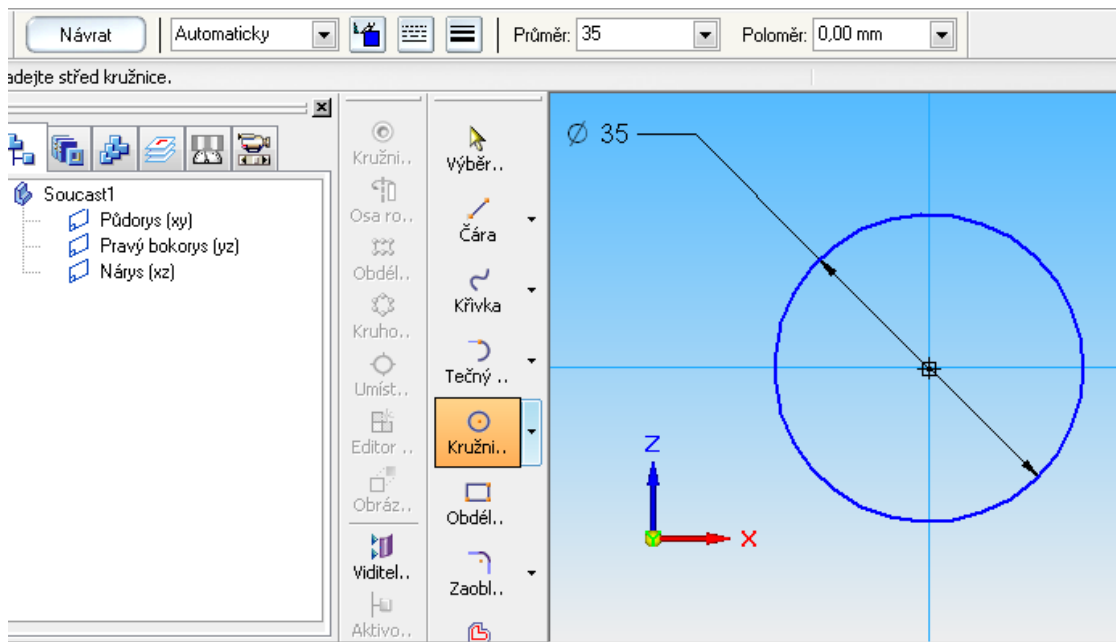 Návrat Automaticky Průměr: 35 Poloměr: 0,00 mm
adejte střed kružnice.
Soucast1
Půdorys (xy)
Pravý bokorys (yz)
Nárys (xz)
Kružni..
Osa ro..
Obdél..
Kruho..
Umíst..
Editor ..
Obráz..
Viditel..
Aktivo..
Výběr..
Čára
Křivka
Tečný ..
Kružni..
Obdél..
Zaobl..
Ø 35
Z
Y
X